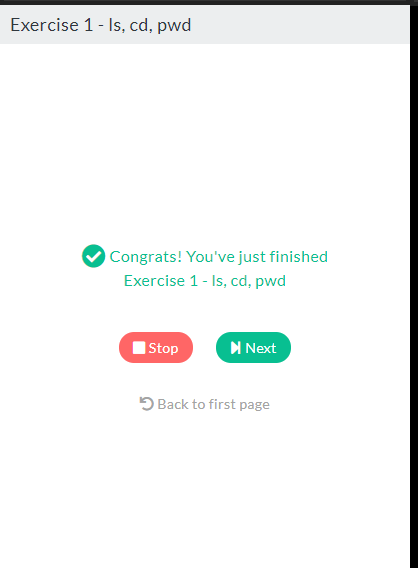 Exercise 1 - ls, cd, pwd
Congrats! You've just finished
Exercise 1 - ls, cd, pwd
Stop
Next
Back to first page